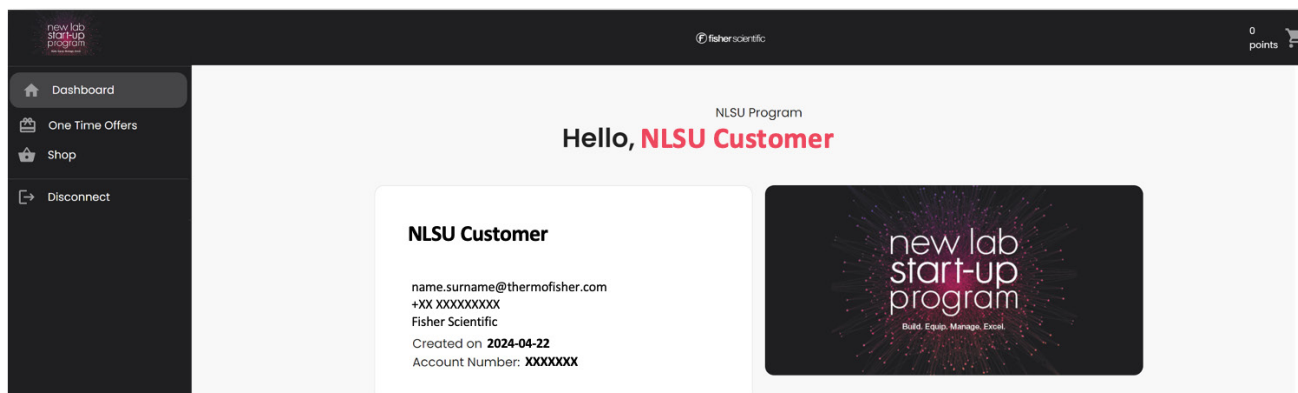 new lab
start-up
program
fisher scientific
0
points
Dashboard
One Time Offers
Shop
Disconnect
NLSU Program
Hello, NLSU Customer
NLSU Customer
name.surname@thermofisher.com
+XX XXXXXXXXX
Fisher Scientific
Created on 2024-04-22
Account Number: XXXXXXX
new lab
start-up
program
Build. Equip. Manage. Excel.